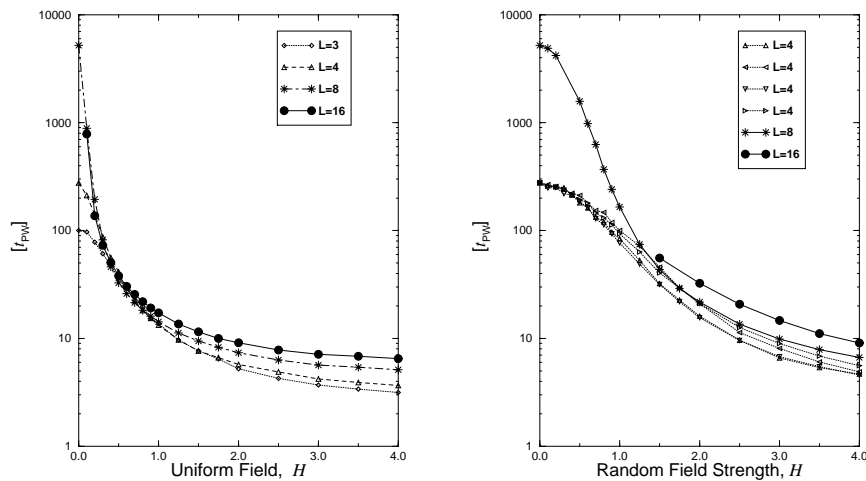 10000
1000
100
10
1
[t_PW]
0.0 1.0 2.0 3.0 4.0
Uniform Field, H
L=3
L=4
L=8
L=16
10000
1000
100
10
1
[t_PW]
0.0 1.0 2.0 3.0 4.0
Random Field Strength, H
L=4
L=4
L=4
L=4
L=8
L=16